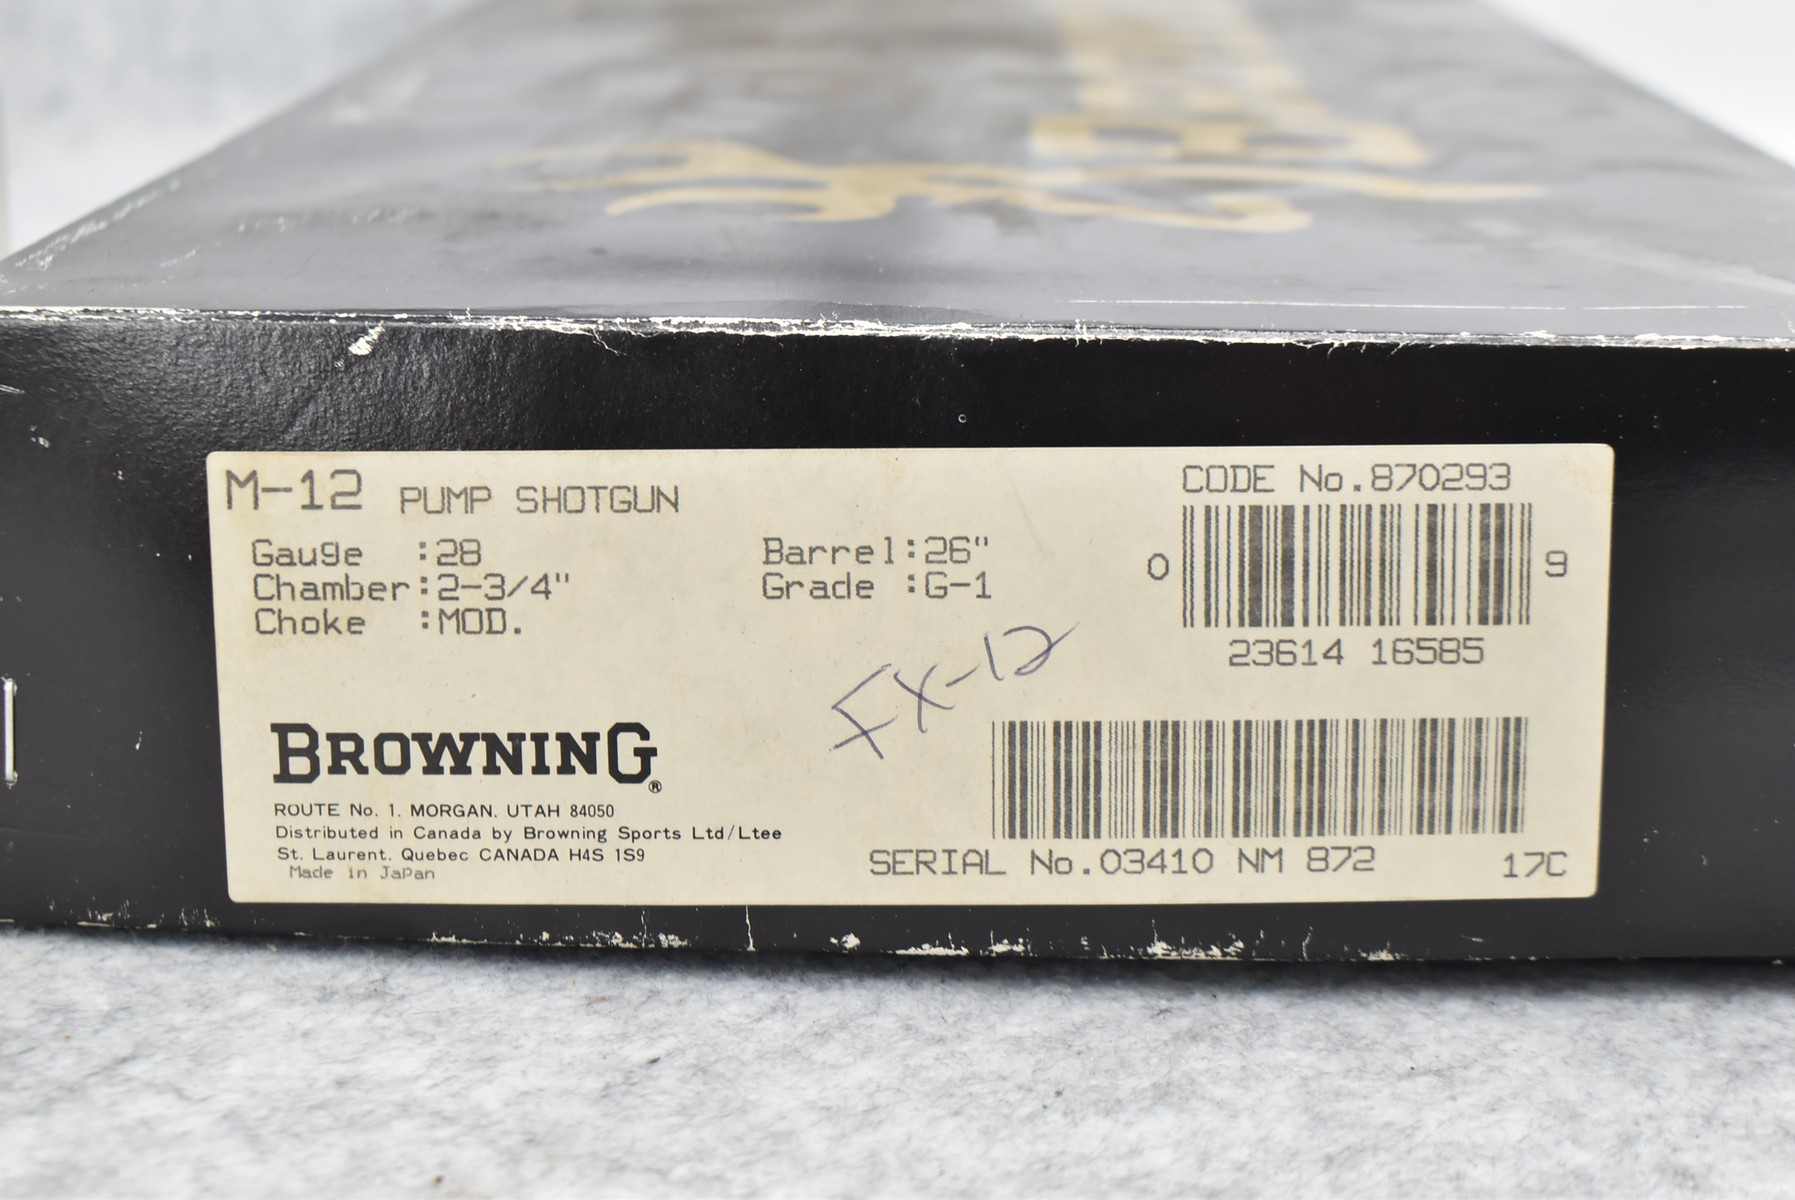 M-12 PUMP SHOTGUN
Gauge :28
Chamber:2-3/4"
Choke :MOD.
Barrel:26"
Grade :G-1
CODE No.870293
0 9
23614 16585
FX-12
BROWNING®
ROUTE No. 1. MORGAN. UTAH 84050
Distributed in Canada by Browning Sports Ltd/Ltee
St. Laurent. Quebec CANADA H4S 1S9
Made in Japan
SERIAL No.03410 NM 872
17C